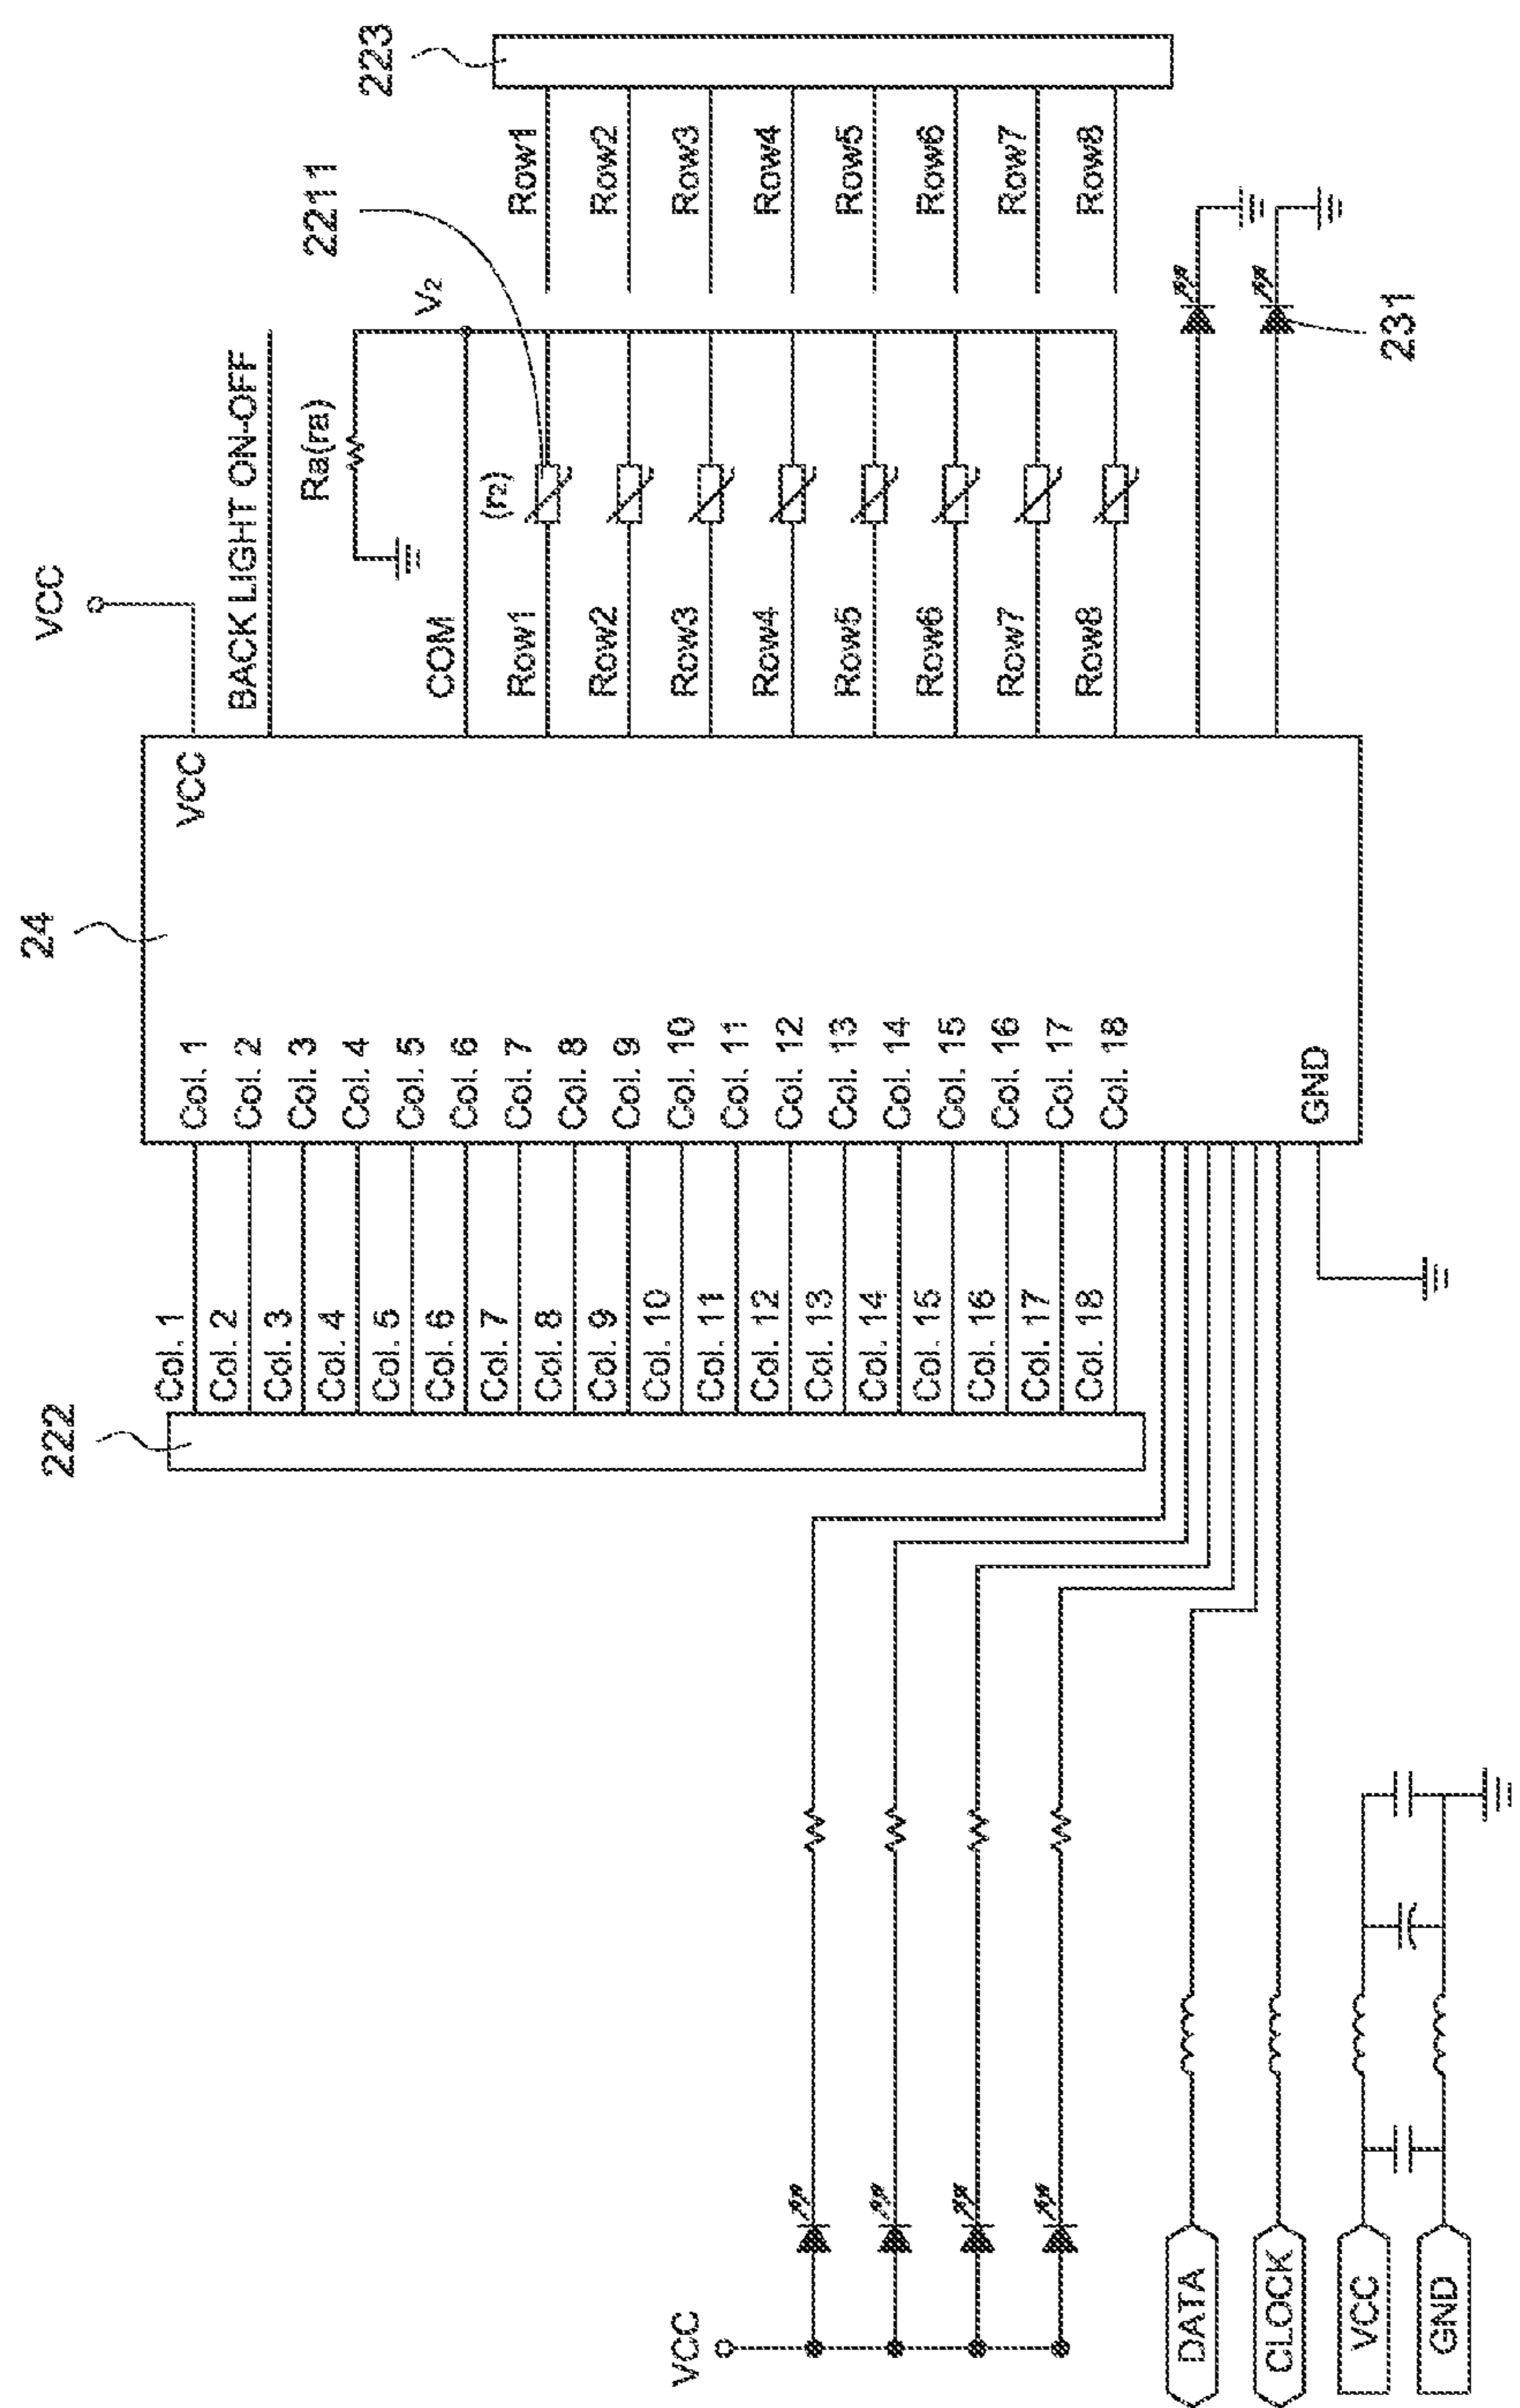 24
222
223
2211
231
VCC
VCC
BACK LIGHT ON-OFF
Ra(ra)
V₂
(r₂)
COM
Row1
Row2
Row3
Row4
Row5
Row6
Row7
Row8
Row1
Row2
Row3
Row4
Row5
Row6
Row7
Row8
Col. 1
Col. 2
Col. 3
Col. 4
Col. 5
Col. 6
Col. 7
Col. 8
Col. 9
Col. 10
Col. 11
Col. 12
Col. 13
Col. 14
Col. 15
Col. 16
Col. 17
Col. 18
GND
Col. 1
Col. 2
Col. 3
Col. 4
Col. 5
Col. 6
Col. 7
Col. 8
Col. 9
Col. 10
Col. 11
Col. 12
Col. 13
Col. 14
Col. 15
Col. 16
Col. 17
Col. 18
VCC
DATA
CLOCK
VCC
GND